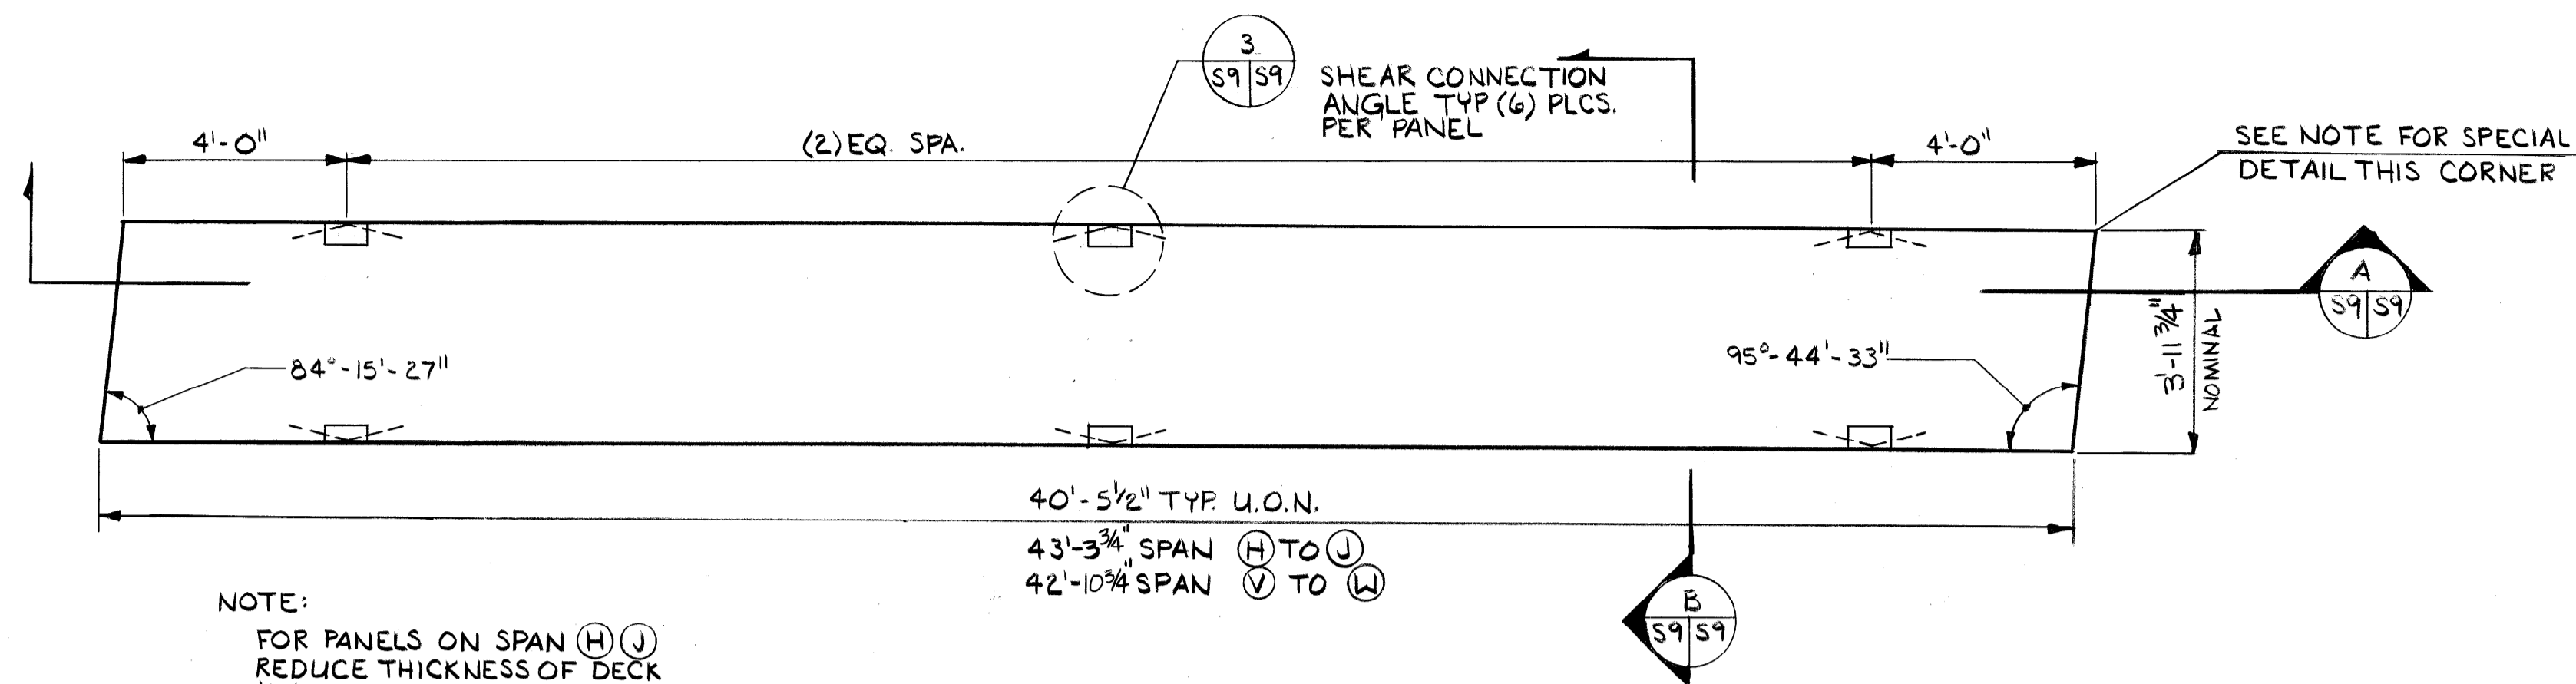 3
S9 S9
SHEAR CONNECTION
ANGLE TYP (6) PLCS.
PER PANEL
4'-0"
(2) EQ. SPA.
4'-0"
SEE NOTE FOR SPECIAL
DETAIL THIS CORNER
A
S9 S9
3'-11 3/4"
NOMINAL
84°-15'-27"
95°-44'-33"
40'-5 1/2" TYP. U.O.N.
43'-3 3/4" SPAN H TO J
42'-10 3/4" SPAN V TO W
B
S9 S9
NOTE:
FOR PANELS ON SPAN H J
REDUCE THICKNESS OF DECK